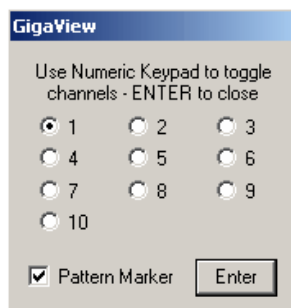 GigaView
Use Numeric Keypad to toggle
channels - ENTER to close
1 2 3
4 5 6
7 8 9
10
Pattern Marker Enter